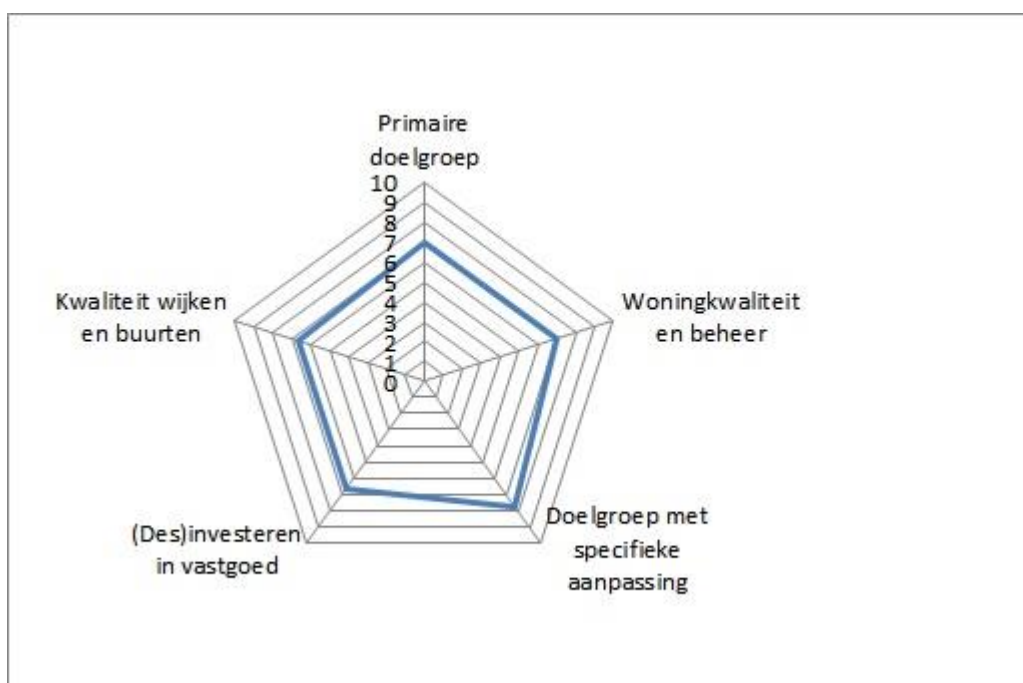 Primaire
doelgroep
10
9
8
7
6
5
4
3
2
1
0
Woningkwaliteit
en beheer
Doelgroep met
specifieke
aanpassing
(Des)investeren
in vastgoed
Kwaliteit wijken
en buurten